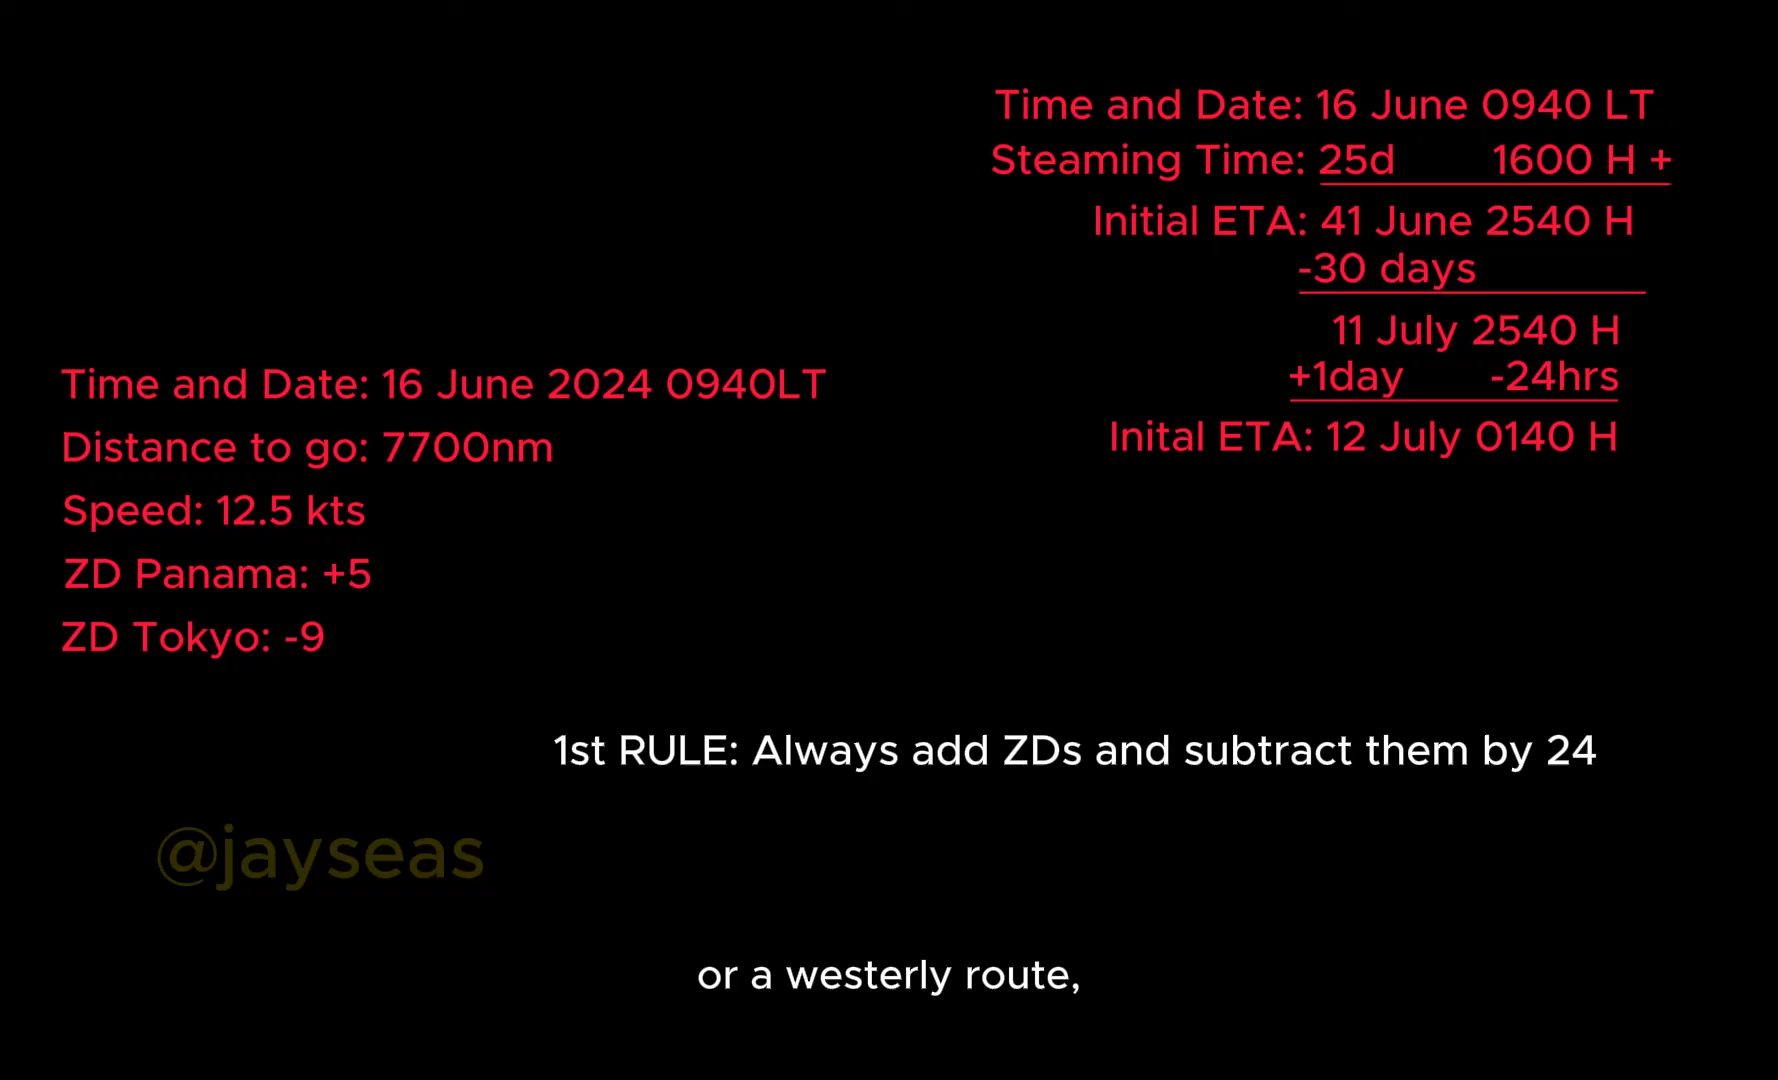 Time and Date: 16 June 0940 LT
Steaming Time: 25d 1600 H +
Initial ETA: 41 June 2540 H
-30 days
11 July 2540 H
+1day -24hrs
Inital ETA: 12 July 0140 H
Time and Date: 16 June 2024 0940LT
Distance to go: 7700nm
Speed: 12.5 kts
ZD Panama: +5
ZD Tokyo: -9
1st RULE: Always add ZDs and subtract them by 24
@jayseas
or a westerly route,